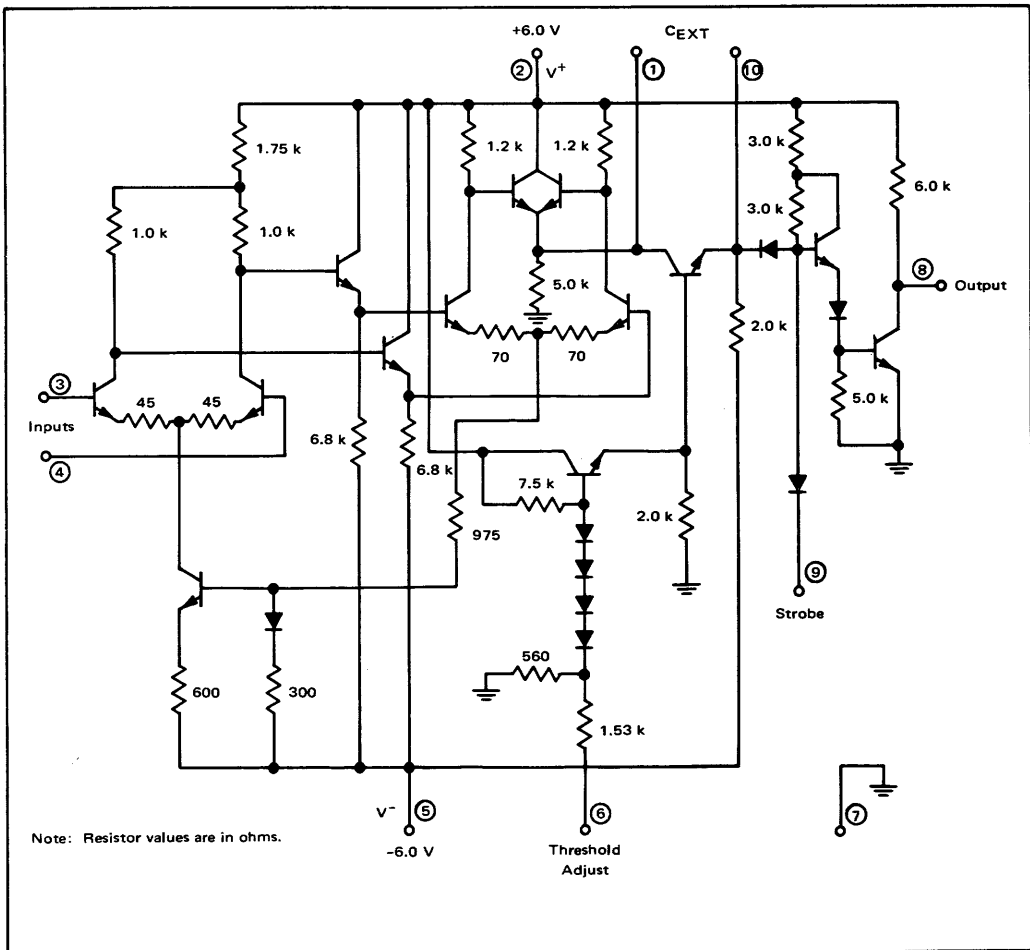 +6.0 V
CEXT
② V+
①
⑩
1.75 k
1.2 k
1.2 k
3.0 k
6.0 k
1.0 k
1.0 k
3.0 k
5.0 k
⑧
Output
2.0 k
70
70
③
45
45
5.0 k
Inputs
④
6.8 k
6.8 k
7.5 k
2.0 k
975
⑨
Strobe
560
600
300
1.53 k
V- ⑤
⑥
⑦
Note: Resistor values are in ohms.
-6.0 V
Threshold
Adjust